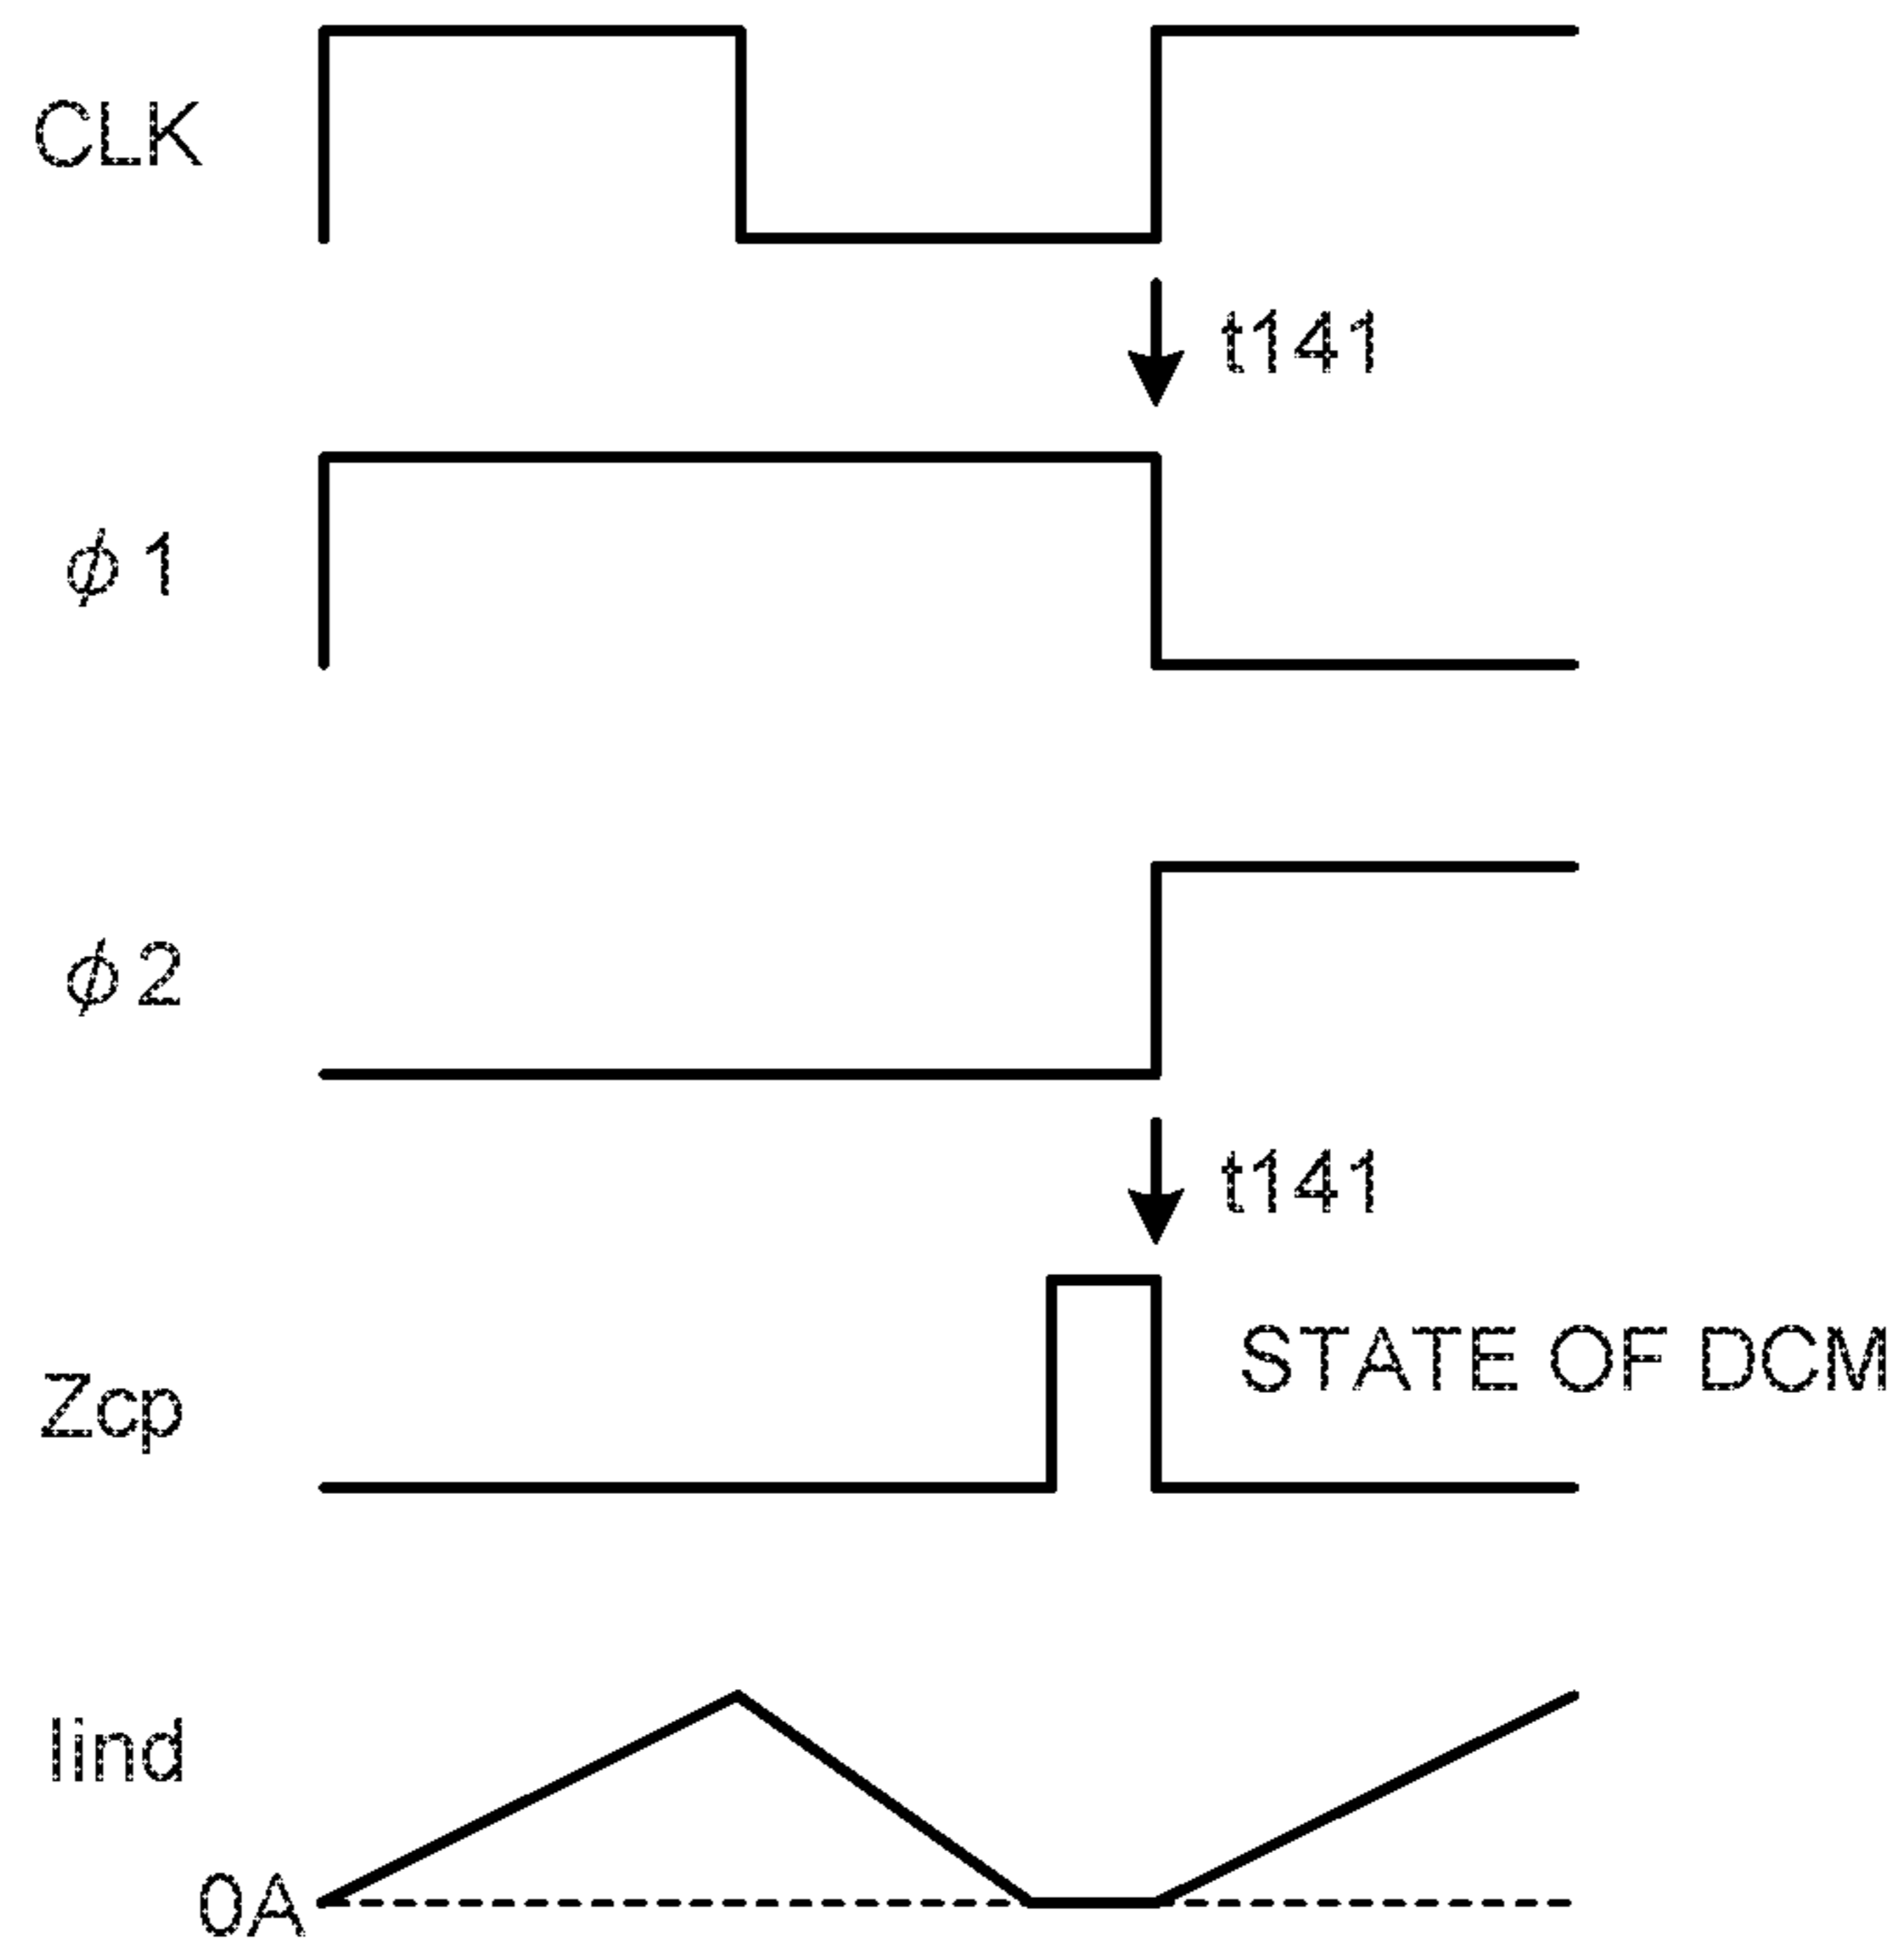 CLK
t141
ϕ1
ϕ2
t141
STATE OF DCM
Zcp
Iind
0A